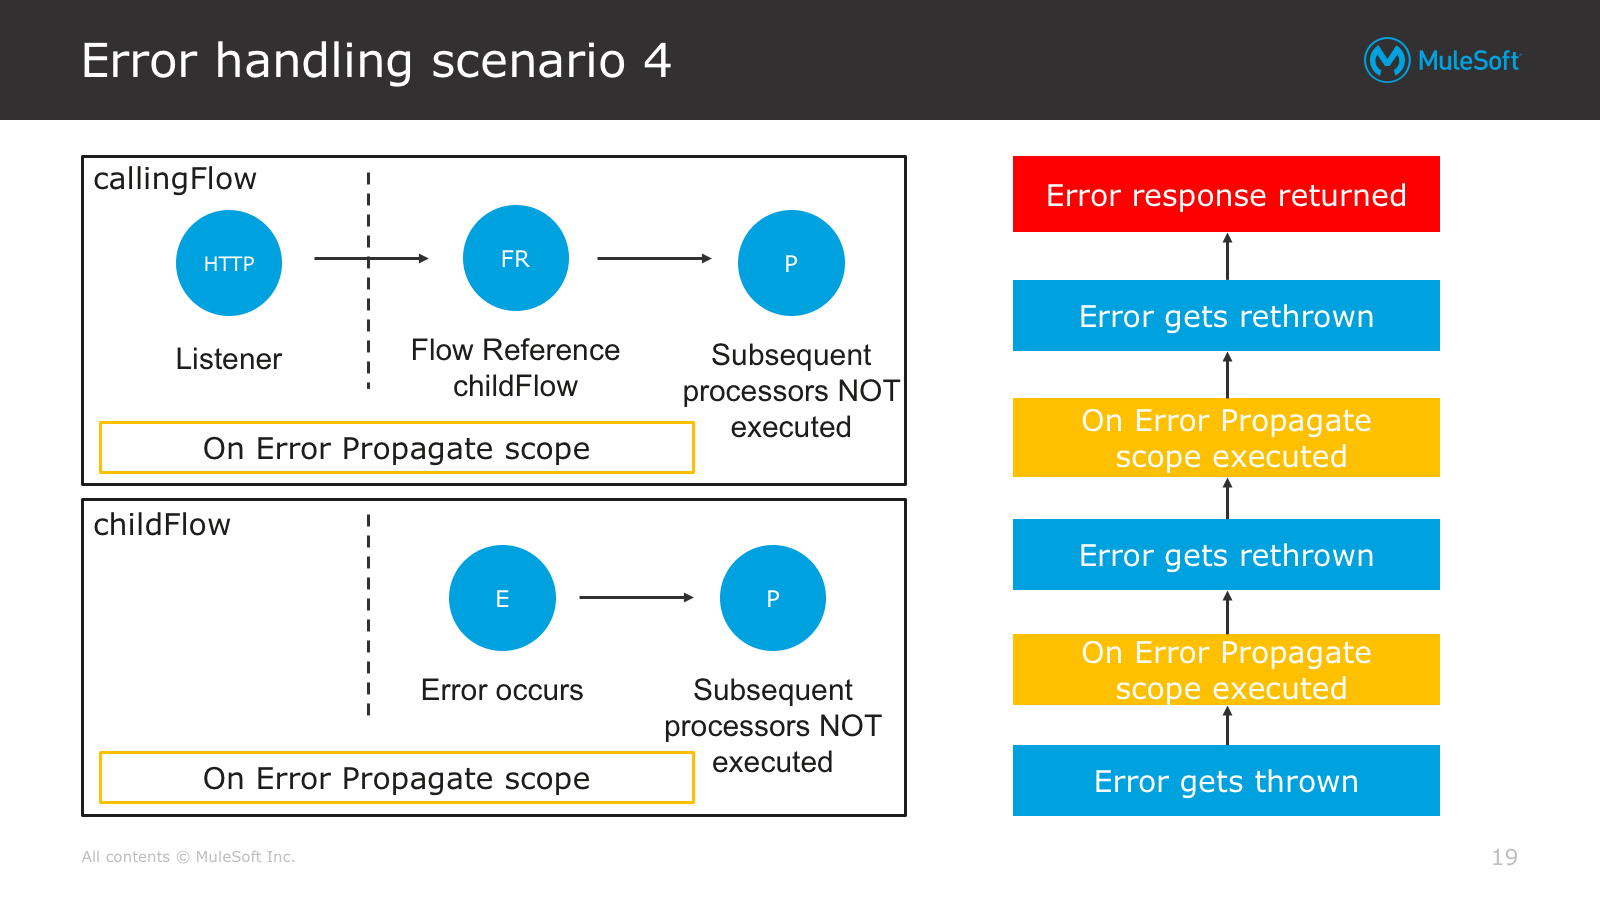 Error handling scenario 4
MuleSoft
callingFlow
HTTP
FR
P
Listener
Flow Reference
childFlow
Subsequent
processors NOT
executed
On Error Propagate scope
childFlow
E
P
Error occurs
Subsequent
processors NOT
executed
On Error Propagate scope
Error response returned
Error gets rethrown
On Error Propagate
scope executed
Error gets rethrown
On Error Propagate
scope executed
Error gets thrown
All contents © MuleSoft Inc.
19